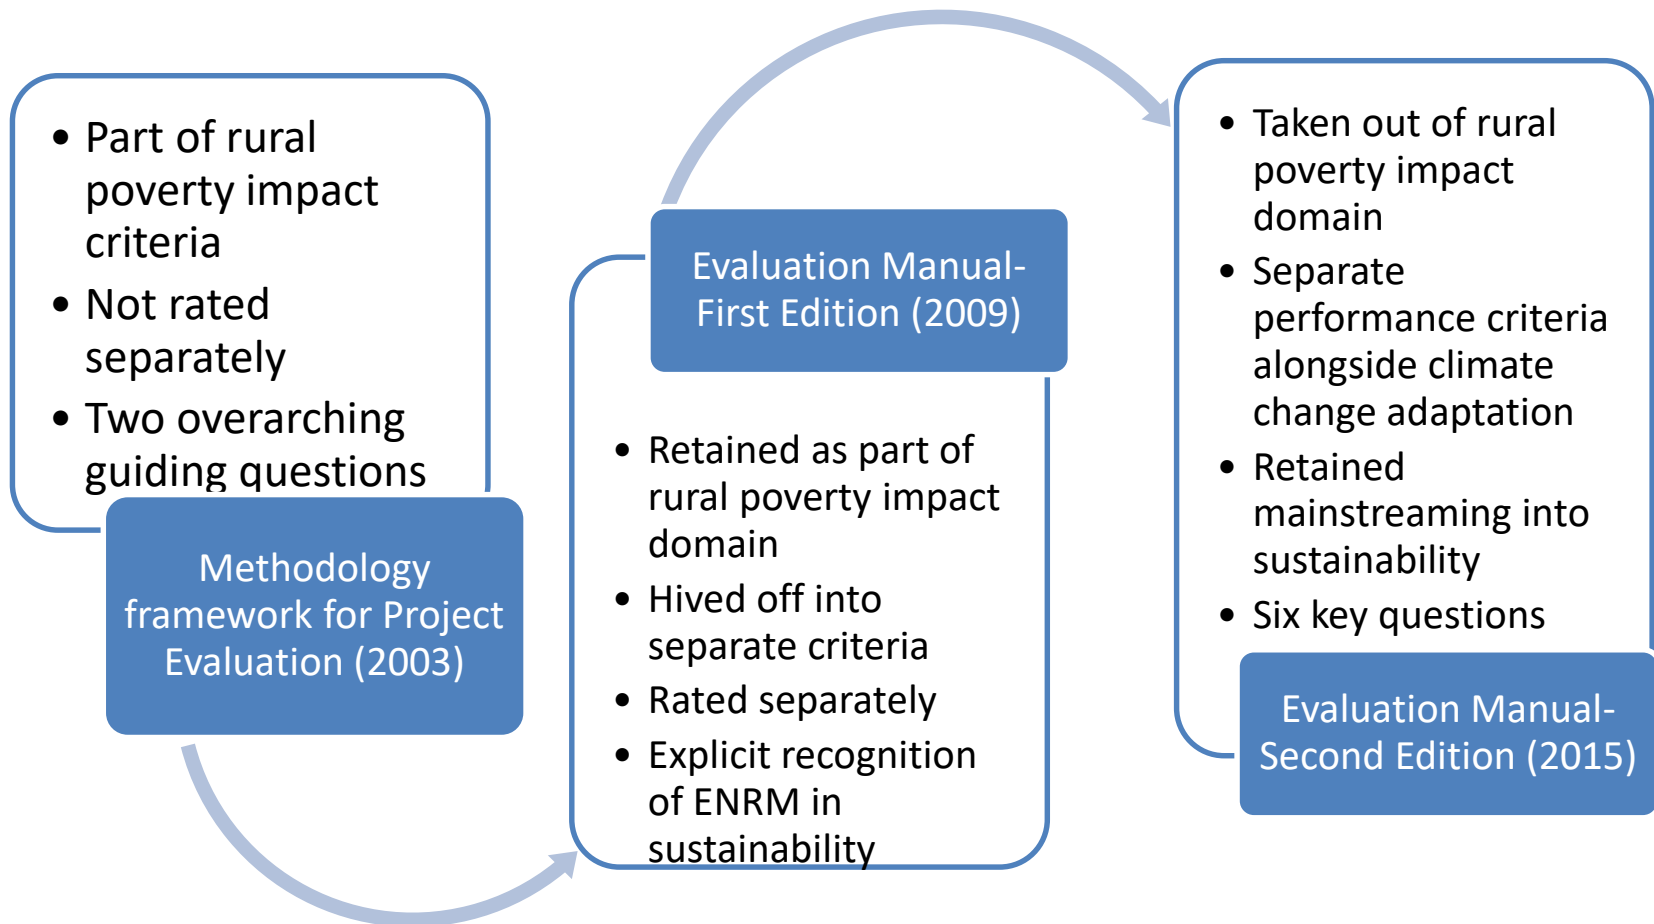 • Part of rural
poverty impact
criteria
• Not rated
separately
• Two overarching
guiding questions
Methodology
framework for Project
Evaluation (2003)
Evaluation Manual-
First Edition (2009)
• Retained as part of
rural poverty impact
domain
• Hived off into
separate criteria
• Rated separately
• Explicit recognition
of ENRM in
sustainability
• Taken out of rural
poverty impact
domain
• Separate
performance criteria
alongside climate
change adaptation
• Retained
mainstreaming into
sustainability
• Six key questions
Evaluation Manual-
Second Edition (2015)